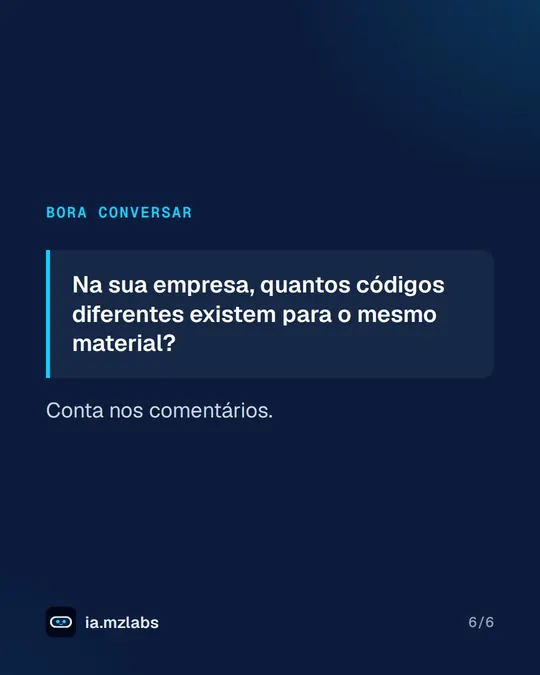 BORA CONVERSAR
Na sua empresa, quantos códigos
diferentes existem para o mesmo
material?
Conta nos comentários.
ia.mzlabs
6/6